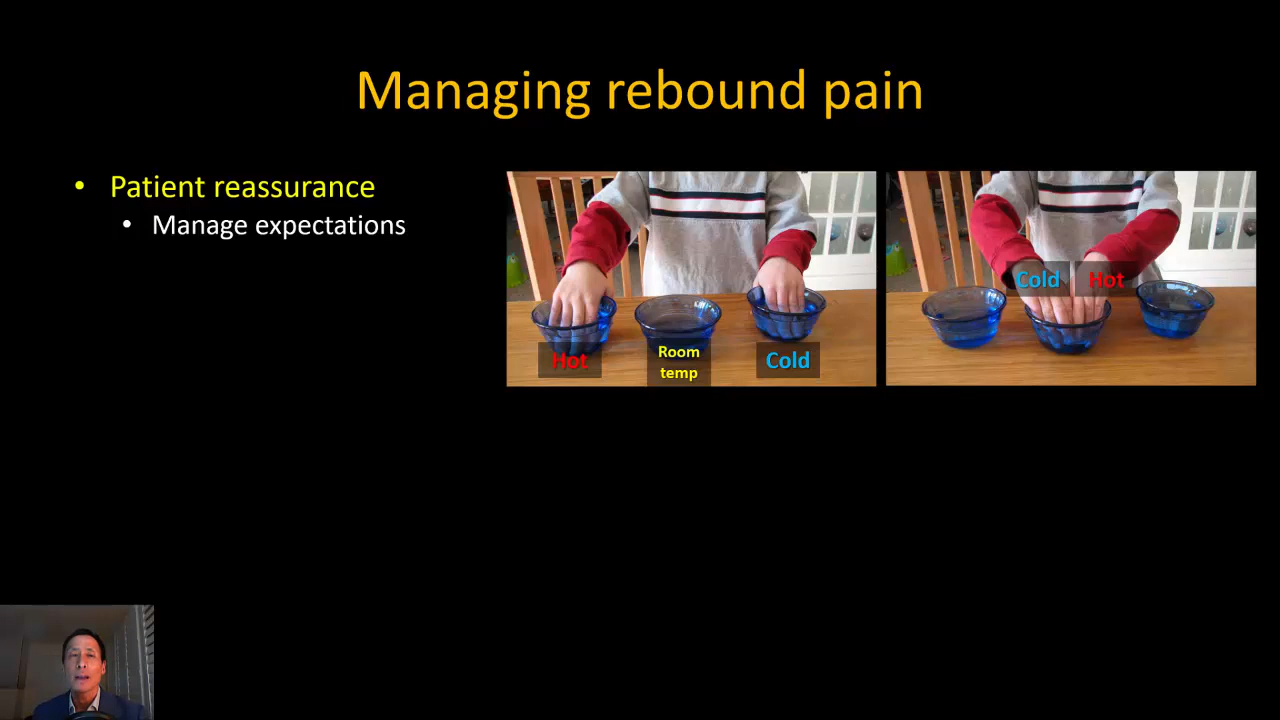 Managing rebound pain
• Patient reassurance
• Manage expectations
Hot
Room
temp
Cold
Cold
Hot